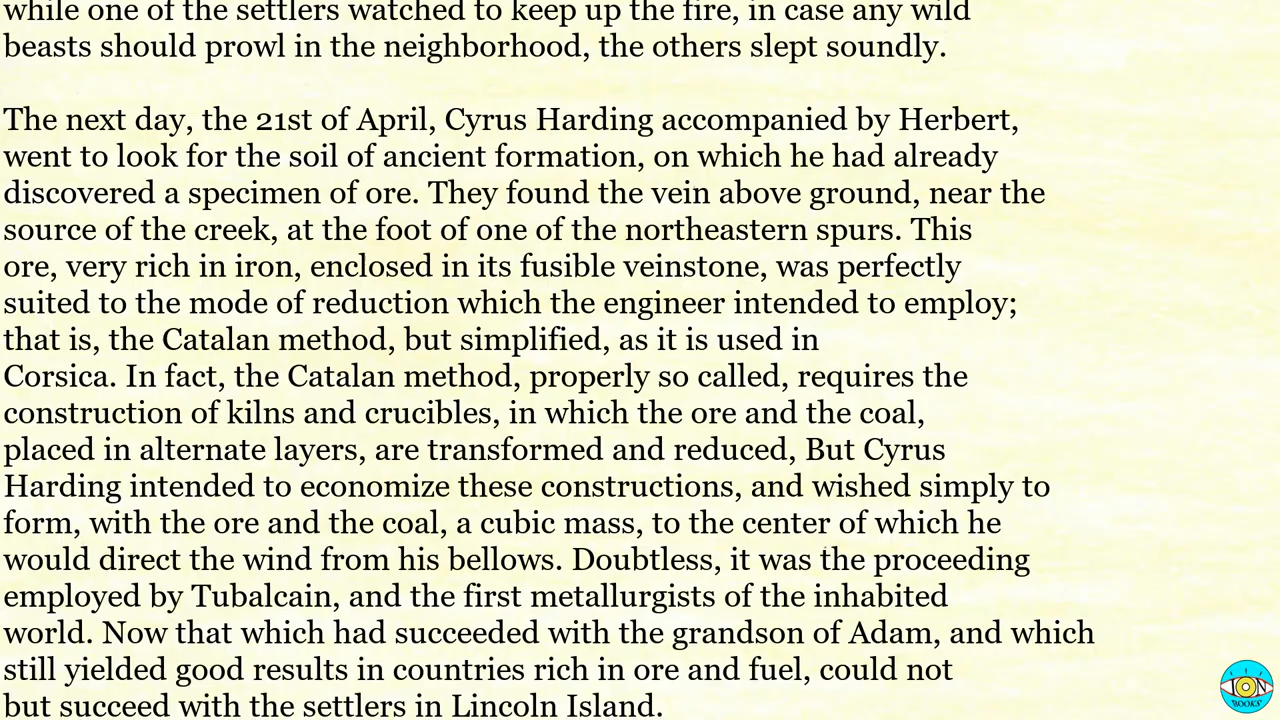 while one of the settlers watched to keep up the fire, in case any wild
beasts should prowl in the neighborhood, the others slept soundly.
The next day, the 21st of April, Cyrus Harding accompanied by Herbert,
went to look for the soil of ancient formation, on which he had already
discovered a specimen of ore. They found the vein above ground, near the
source of the creek, at the foot of one of the northeastern spurs. This
ore, very rich in iron, enclosed in its fusible veinstone, was perfectly
suited to the mode of reduction which the engineer intended to employ;
that is, the Catalan method, but simplified, as it is used in
Corsica. In fact, the Catalan method, properly so called, requires the
construction of kilns and crucibles, in which the ore and the coal,
placed in alternate layers, are transformed and reduced, But Cyrus
Harding intended to economize these constructions, and wished simply to
form, with the ore and the coal, a cubic mass, to the center of which he
would direct the wind from his bellows. Doubtless, it was the proceeding
employed by Tubalcain, and the first metallurgists of the inhabited
world. Now that which had succeeded with the grandson of Adam, and which
still yielded good results in countries rich in ore and fuel, could not
but succeed with the settlers in Lincoln Island.
ION
BOOKS